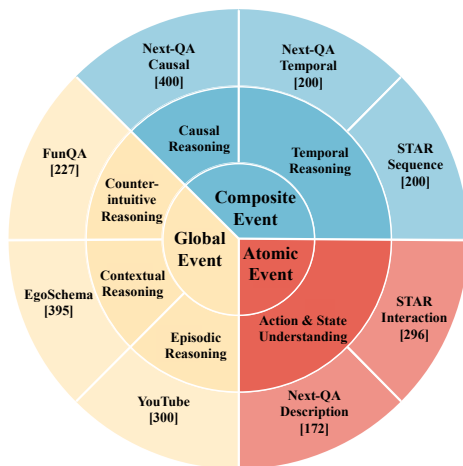 Next-QA
Causal
[400]
Next-QA
Temporal
[200]
STAR
Sequence
[200]
STAR
Interaction
[296]
Next-QA
Description
[172]
YouTube
[300]
EgoSchema
[395]
FunQA
[227]
Causal
Reasoning
Temporal
Reasoning
Action & State
Understanding
Episodic
Reasoning
Contextual
Reasoning
Counter-
intuitive
Reasoning
Composite
Event
Global
Event
Atomic
Event